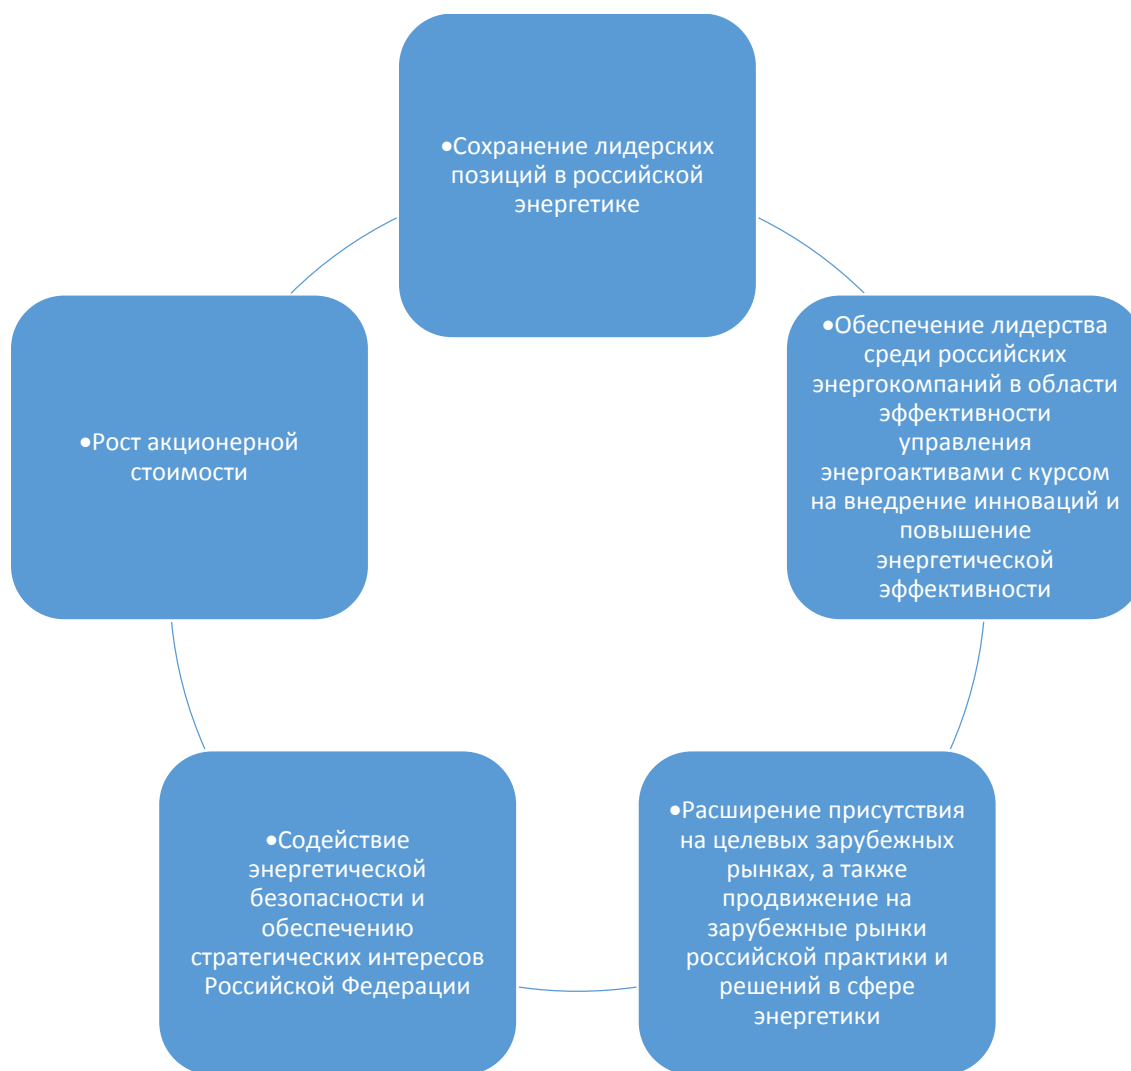 •Сохранение лидерских
позиций в российской
энергетике
•Обеспечение лидерства
среди российских
энергокомпаний в области
эффективности
управления
энергоактивами с курсом
на внедрение инноваций и
повышение
энергетической
эффективности
•Расширение присутствия
на целевых зарубежных
рынках, а также
продвижение на
зарубежные рынки
российской практики и
решений в сфере
энергетики
•Содействие
энергетической
безопасности и
обеспечению
стратегических интересов
Российской Федерации
•Рост акционерной
стоимости